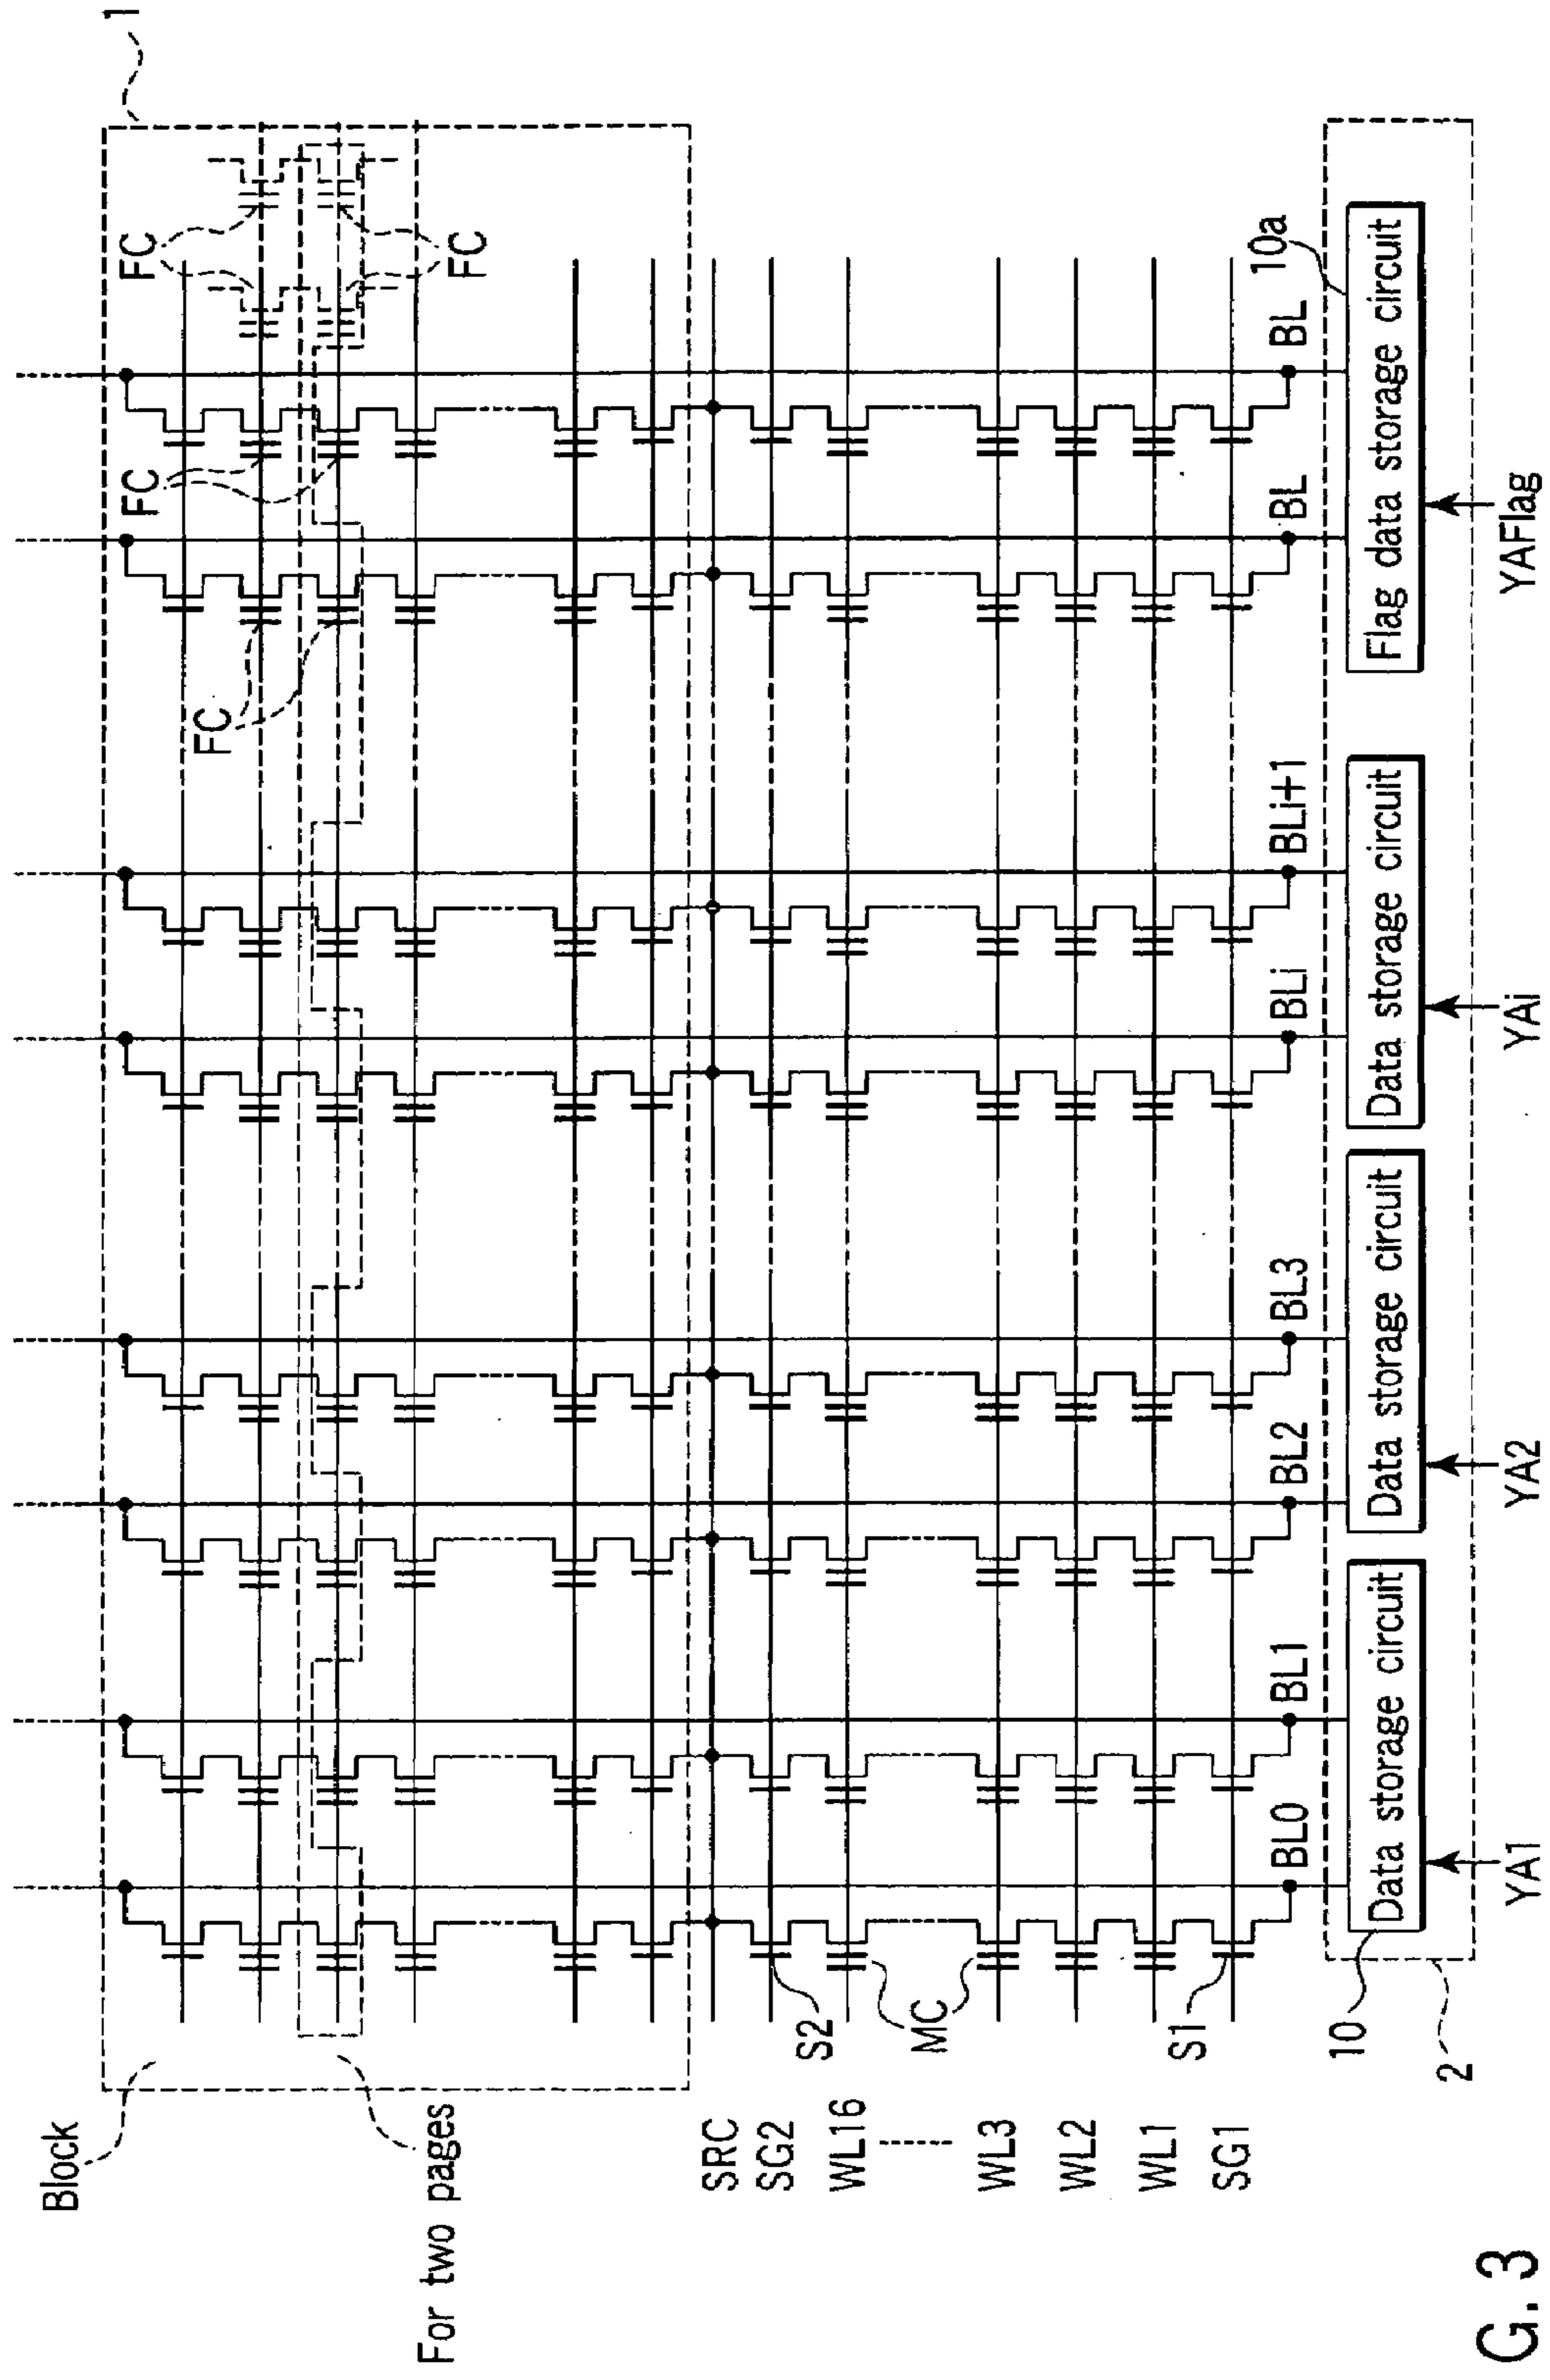 1
Block
For two pages
FC
FC
FC
FC
SRC
SG2
WL16
WL3
WL2
WL1
SG1
S2
MC
S1
BL0
BL1
BL2
BL3
BLi
BLi+1
BL
BL
10a
10
2
Data storage circuit
Data storage circuit
Data storage circuit
Flag data storage circuit
YA1
YA2
YAi
YAFlag
G. 3